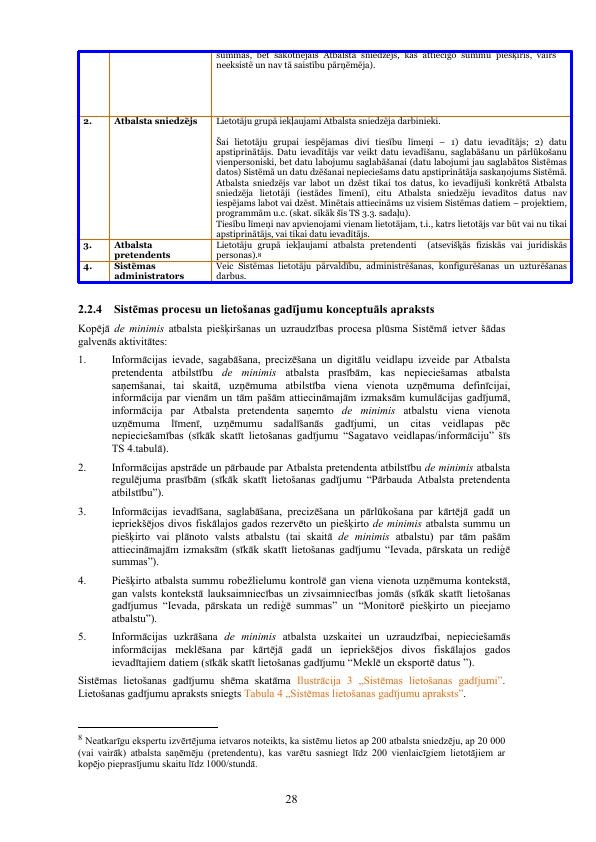 summas, bet sākotnējais Atbalsta sniedzējs, kas attiecīgo summu piešķīris, vairs
neeksistē un nav tā saistību pārņēmēja).
2. Atbalsta sniedzējs Lietotāju grupā iekļaujami Atbalsta sniedzēja darbinieki.
Šai lietotāju grupai iespējamas divi tiesību līmeņi – 1) datu ievadītājs; 2) datu
apstiprinātājs. Datu ievadītājs var veikt datu ievadīšanu, saglabāšanu un pārlūkošanu
vienpersoniski, bet datu labojumu saglabāšanai (datu labojumi jau saglabātos Sistēmas
datos) Sistēmā un datu dzēšanai nepieciešams datu apstiprinātāja saskaņojums Sistēmā.
Atbalsta sniedzējs var labot un dzēst tikai tos datus, ko ievadījuši konkrētā Atbalsta
sniedzēja lietotāji (iestādes līmenī), citu Atbalsta sniedzēju ievadītos datus nav
iespējams labot vai dzēst. Minētais attiecināms uz visiem Sistēmas datiem – projektiem,
programmām u.c. (skat. sīkāk šīs TS 3.3. sadaļu).
Tiesību līmeņi nav apvienojami vienam lietotājam, t.i., katrs lietotājs var būt vai nu tikai
apstiprinātājs, vai tikai datu ievadītājs.
3. Atbalsta pretendents Lietotāju grupā iekļaujami atbalsta pretendenti (atsevišķas fiziskās vai juridiskās
personas).8
4. Sistēmas administrators Veic Sistēmas lietotāju pārvaldību, administrēšanas, konfigurēšanas un uzturēšanas
darbus.
2.2.4 Sistēmas procesu un lietošanas gadījumu konceptuāls apraksts
Kopējā de minimis atbalsta piešķiršanas un uzraudzības procesa plūsma Sistēmā ietver šādas
galvenās aktivitātes:
1. Informācijas ievade, sagabāšana, precizēšana un digitālu veidlapu izveide par Atbalsta
pretendenta atbilstību de minimis atbalsta prasībām, kas nepieciešamas atbalsta
saņemšanai, tai skaitā, uzņēmuma atbilstība viena vienota uzņēmuma definīcijai,
informācija par vienām un tām pašām attiecināmajām izmaksām kumulācijas gadījumā,
informācija par Atbalsta pretendenta saņemto de minimis atbalstu viena vienota
uzņēmuma līmenī, uzņēmumu sadalīšanās gadījumu, un citas veidlapas pēc
nepieciešamības (sīkāk skatīt lietošanas gadījumu “Sagatavo veidlapas/informāciju” šīs
TS 4.tabulā).
2. Informācijas apstrāde un pārbaude par Atbalsta pretendenta atbilstību de minimis atbalsta
regulējuma prasībām (sīkāk skatīt lietošanas gadījumu “Pārbauda Atbalsta pretendenta
atbilstību”).
3. Informācijas ievadīšana, saglabāšana, precizēšana un pārlūkošana par kārtējā gadā un
iepriekšējos divos fiskālajos gados rezervēto un piešķirto de minimis atbalsta summu un
piešķirto vai plānoto valsts atbalstu (tai skaitā de minimis atbalstu) par tām pašām
attiecināmajām izmaksām (sīkāk skatīt lietošanas gadījumu “Ievada, pārskata un rediģē
summas”).
4. Piešķirto atbalsta summu robežlielumu kontrolē gan viena vienota uzņēmuma kontekstā,
gan valsts kontekstā lauksaimniecības un zivsaimniecības jomās (sīkāk skatīt lietošanas
gadījumus “Ievada, pārskata un rediģē summas” un “Monitorē piešķirto un pieejamo
atbalstu”).
5. Informācijas uzkrāšana de minimis atbalsta uzskaitei un uzraudzībai, nepieciešamās
informācijas meklēšana par kārtējā gadā un iepriekšējos divos fiskālajos gados
ievadītajiem datiem (sīkāk skatīt lietošanas gadījumu “Meklē un eksportē datus ”).
Sistēmas lietošanas gadījumu shēma skatāma Ilustrācija 3 „Sistēmas lietošanas gadījumi”.
Lietošanas gadījumu apraksts sniegts Tabula 4 „Sistēmas lietošanas gadījumu apraksts”.
8 Neatkarīgu ekspertu izvērtējuma ietvaros noteikts, ka sistēmu lietos ap 200 atbalsta sniedzēju, ap 20 000
(vai vairāk) atbalsta saņēmēju (pretendentu), kas varētu sasniegt līdz 200 vienlaicīgiem lietotājiem ar
kopējo pieprasījumu skaitu līdz 1000/stundā.
28